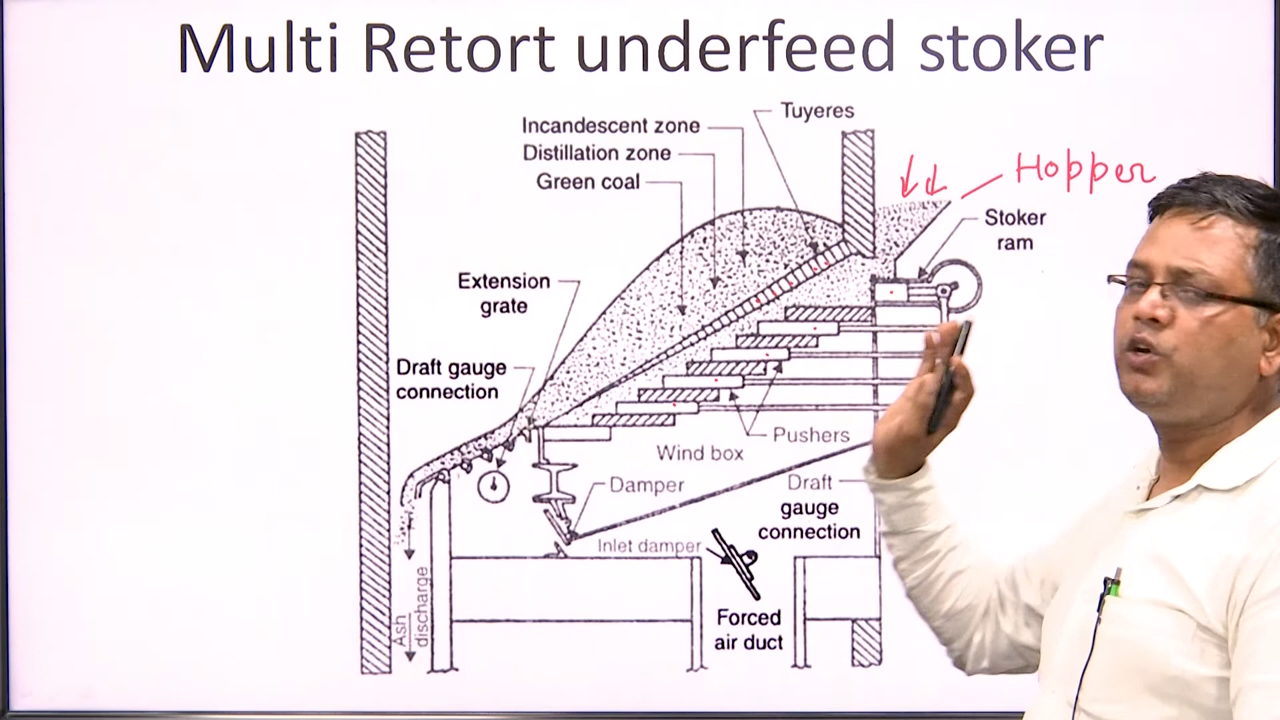 Multi Retort underfeed stoker
Tuyeres
Incandescent zone
Distillation zone
Green coal
Hopper
Stoker
ram
Extension
grate
Draft gauge
connection
Pushers
Wind box
Damper
Draft
gauge
connection
Inlet damper
Forced
air duct
Ash
discharge